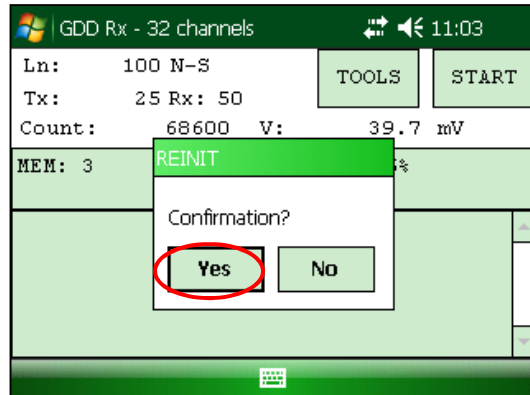 GDD Rx - 32 channels 11:03
Ln: 100 N-S
Tx: 25 Rx: 50
TOOLS START
Count: 68600 V: 39.7 mV
MEM: 3 %
REINIT
Confirmation?
Yes No